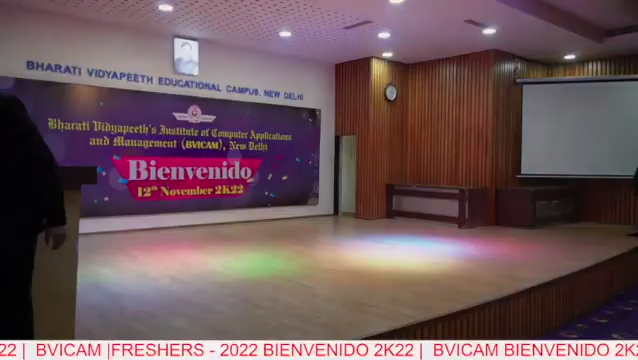 BHARATI VIDYAPEETH EDUCATIONAL CAMPUS, NEW DELHI
Bharati Vidyapeeth's Institute of Computer Applications
and Management (BVICAM), New Delhi
Bienvenido
12th November 2K22
22 | BVICAM |FRESHERS - 2022 BIENVENIDO 2K22 | BVICAM BIENVENIDO 2K